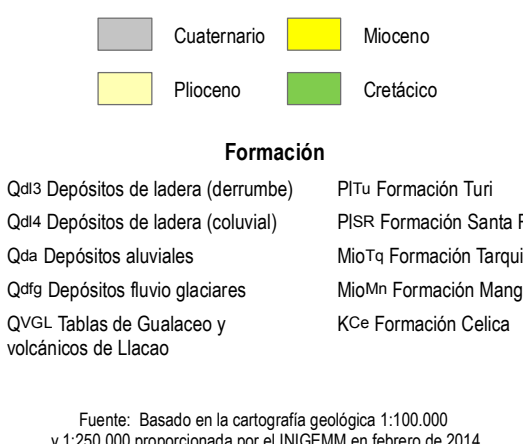 Cuaternario Mioceno
Plioceno Cretácico
Formación
Qdl3 Depósitos de ladera (derrumbe) PlTu Formación Turi
Qdl4 Depósitos de ladera (coluvial) PlSR Formación Santa
Qda Depósitos aluviales MioTq Formación Tarqui
Qdfg Depósitos fluvio glaciares MioMn Formación
QVGL Tablas de Gualaceo y KCe Formación Celica
volcánicos de Llacao
Fuente: Basado en la cartografía geológica 1:100.000
y 1:250.000 proporcionada por el INIGEMM en febrero de 2014